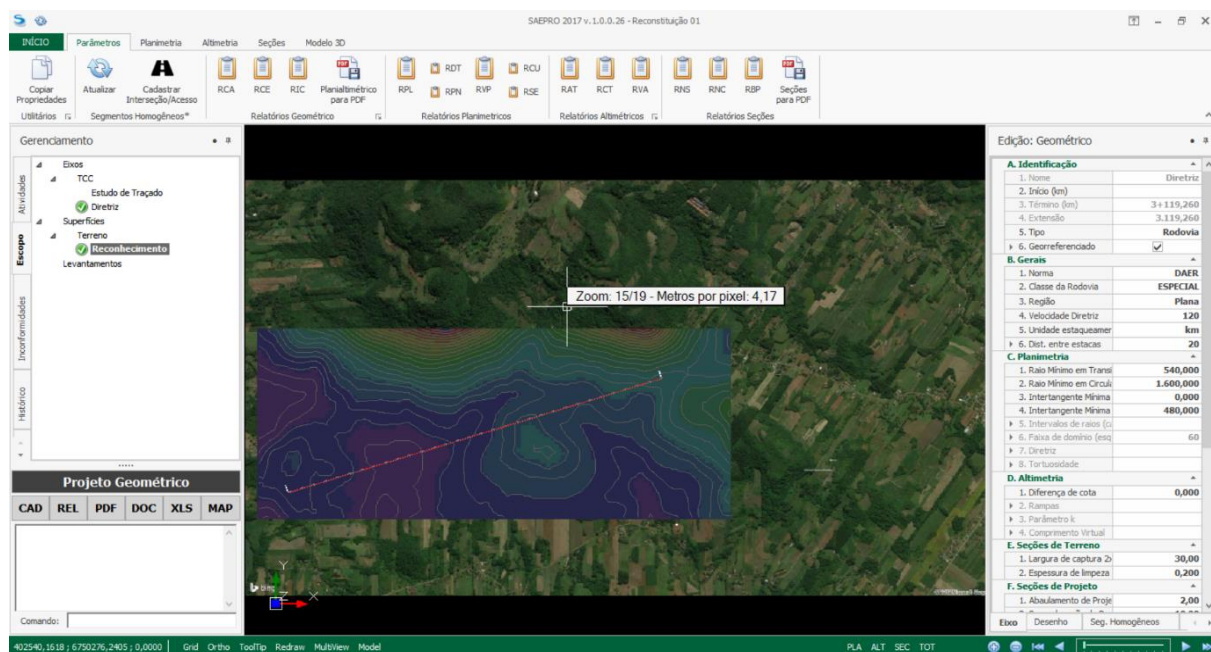 SAEPRO 2017 v.1.0.0.26 - Reconstituição 01
INÍCIO Parâmetros Planimetria Altimetria Seções Modelo 3D
Copiar Propriedades
Atualizar
Cadastrar Interseção/Acesso
RCA RCE RIC
Planialtimétrico para PDF
RPL RDT RPN RVP RCU RSE
RAT RCT RVA
RNS RNC RBP
Seções para PDF
Utilitários Segmentos Homogêneos* Relatórios Geométrico Relatórios Planimetricos Relatórios Altimétricos Relatórios Seções
Gerenciamento
Atividades
Escopo
Inconformidades
Histórico
Eixos
TCC
Estudo de Traçado
Diretriz
Superfícies
Terreno
Reconhecimento
Levantamentos
Projeto Geométrico
CAD REL PDF DOC XLS MAP
Comando:
Zoom: 15/19 - Metros por pixel: 4,17
Y
Z
X
Edição: Geométrico
A. Identificação
1. Nome Diretriz
2. Início (km)
3. Término (km) 3+119,260
4. Extensão 3.119,260
5. Tipo Rodovia
6. Georreferenciado
B. Gerais
1. Norma DAER
2. Classe da Rodovia ESPECIAL
3. Região Plana
4. Velocidade Diretriz 120
5. Unidade estaqueamer km
6. Dist. entre estacas 20
C. Planimetria
1. Raio Mínimo em Transi 540,000
2. Raio Mínimo em Circula 1.600,000
3. Intertangente Mínima 0,000
4. Intertangente Mínima 480,000
5. Intervalos de raios (cu
6. Faixa de domínio (esq 60
7. Diretriz
8. Tortuosidade
D. Altimetria
1. Diferença de cota 0,000
2. Rampas
3. Parâmetro k
4. Comprimento Virtual
E. Seções de Terreno
1. Largura de captura 2x 30,00
2. Espessura de limpeza 0,200
F. Seções de Projeto
1. Abaulamento de Proje 2,00
Eixo Desenho Seg. Homogêneos
402540,1618 ; 6750276,2405 ; 0,0000 Grid Ortho ToolTip Redraw MultiView Model PLA ALT SEC TOT